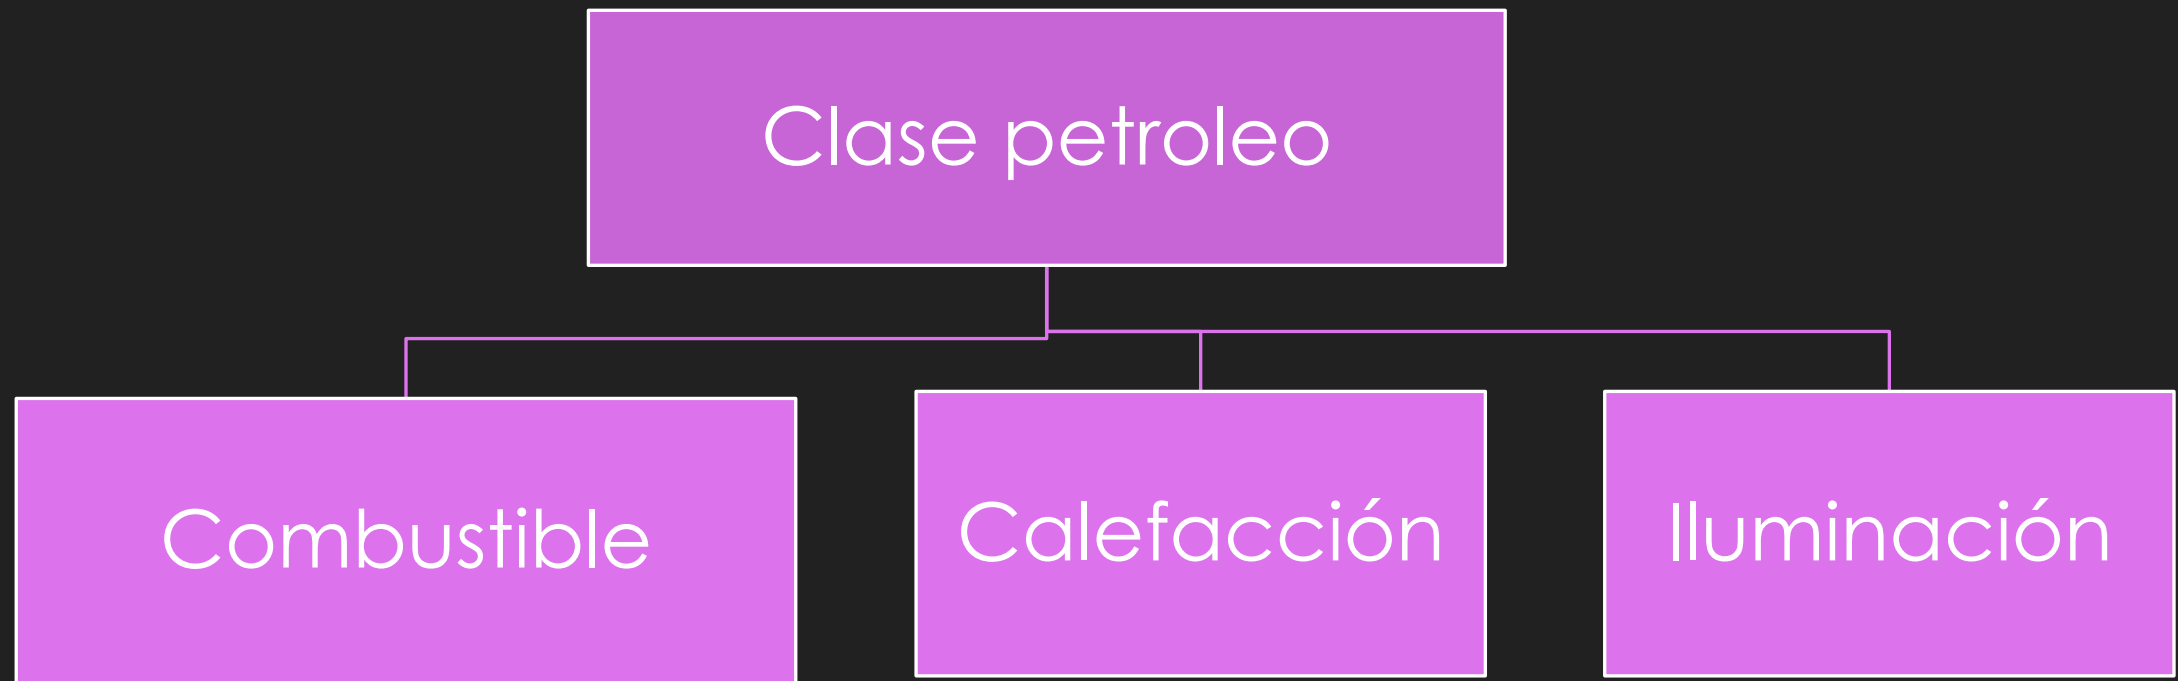 Clase petroleo
Combustible
Calefacción
Iluminación